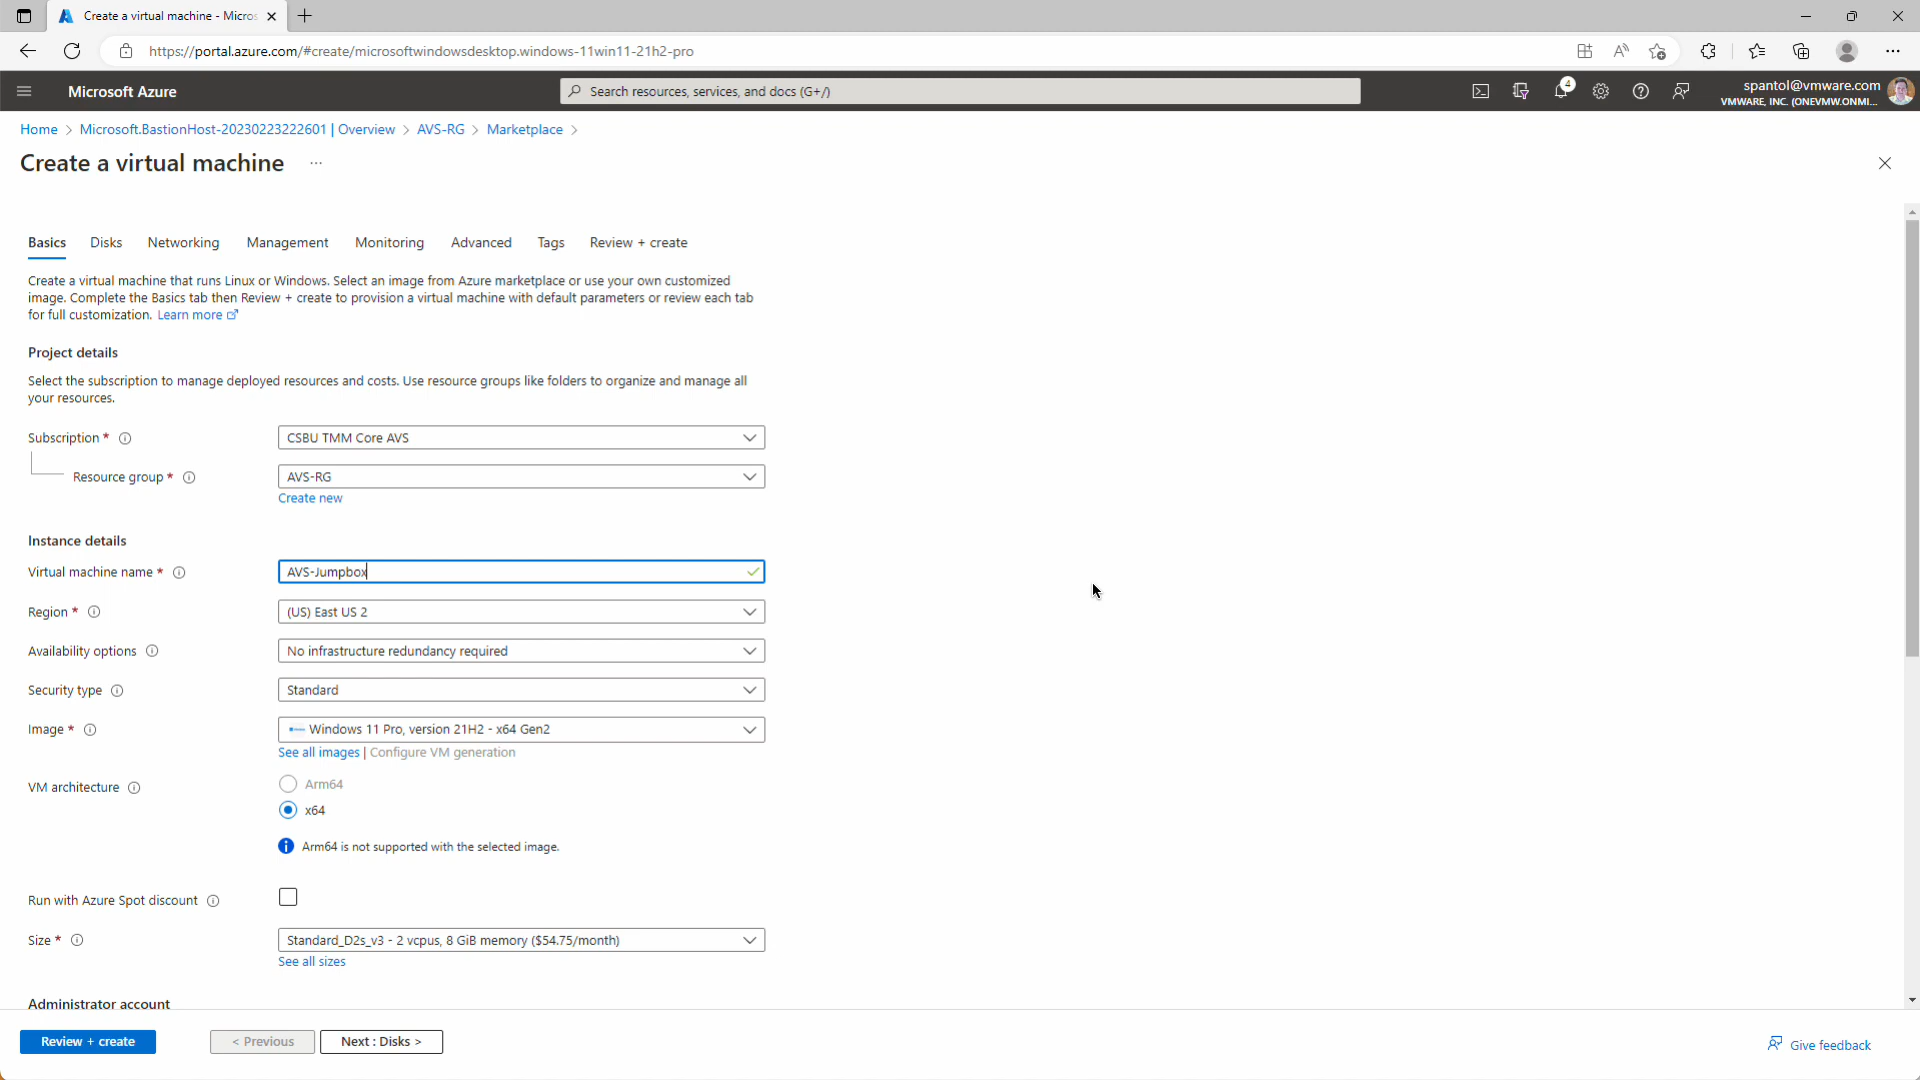 Create a virtual machine - Micros
https://portal.azure.com/#create/microsoftwindowsdesktop.windows-11win11-21h2-pro
Microsoft Azure
Search resources, services, and docs (G+/)
4
spantol@vmware.com
VMWARE, INC. (ONEVMW.ONMI...
Home > Microsoft.BastionHost-20230223222601 | Overview > AVS-RG > Marketplace >
Create a virtual machine ...
Basics Disks Networking Management Monitoring Advanced Tags Review + create
Create a virtual machine that runs Linux or Windows. Select an image from Azure marketplace or use your own customized
image. Complete the Basics tab then Review + create to provision a virtual machine with default parameters or review each tab
for full customization. Learn more
Project details
Select the subscription to manage deployed resources and costs. Use resource groups like folders to organize and manage all
your resources.
Subscription * CSBU TMM Core AVS
Resource group * AVS-RG
Create new
Instance details
Virtual machine name * AVS-Jumpbox
Region * (US) East US 2
Availability options No infrastructure redundancy required
Security type Standard
Image * Windows 11 Pro, version 21H2 - x64 Gen2
See all images | Configure VM generation
VM architecture Arm64
x64
Arm64 is not supported with the selected image.
Run with Azure Spot discount
Size * Standard_D2s_v3 - 2 vcpus, 8 GiB memory ($54.75/month)
See all sizes
Administrator account
Review + create < Previous Next : Disks > Give feedback